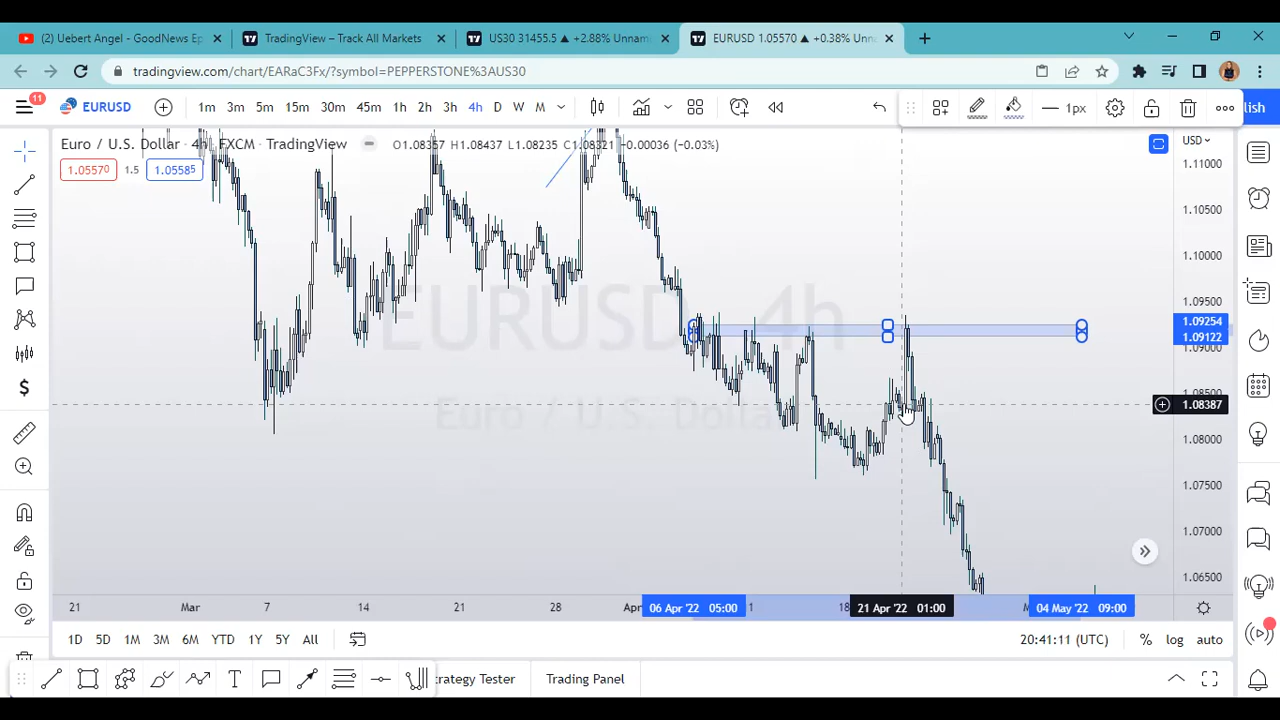 (2) Uebert Angel - GoodNews Ep
TradingView – Track All Markets
US30 31455.5 ▲ +2.88% Unnam
EURUSD 1.05570 ▲ +0.38% Unn
tradingview.com/chart/EARaC3Fx/?symbol=PEPPERSTONE%3AUS30
11
EURUSD
1m 3m 5m 15m 30m 45m 1h 2h 3h 4h D W M
1px
lish
Euro / U.S. Dollar · 4h · FXCM · TradingView
O1.08357 H1.08437 L1.08235 C1.08321 −0.00036 (−0.03%)
USD
1.05570
1.5
1.05585
1.11000
1.10500
1.10000
1.09500
1.09254
1.09122
1.09000
1.08500
1.08387
1.08000
1.07500
1.07000
1.06500
EURUSD, 4h
Euro / U.S. Dollar
21 Mar 7 14 21 28 Apr 06 Apr '22 05:00 1 18 21 Apr '22 01:00 04 May '22 09:00
1D 5D 1M 3M 6M YTD 1Y 5Y All
20:41:11 (UTC)
% log auto
trategy Tester
Trading Panel